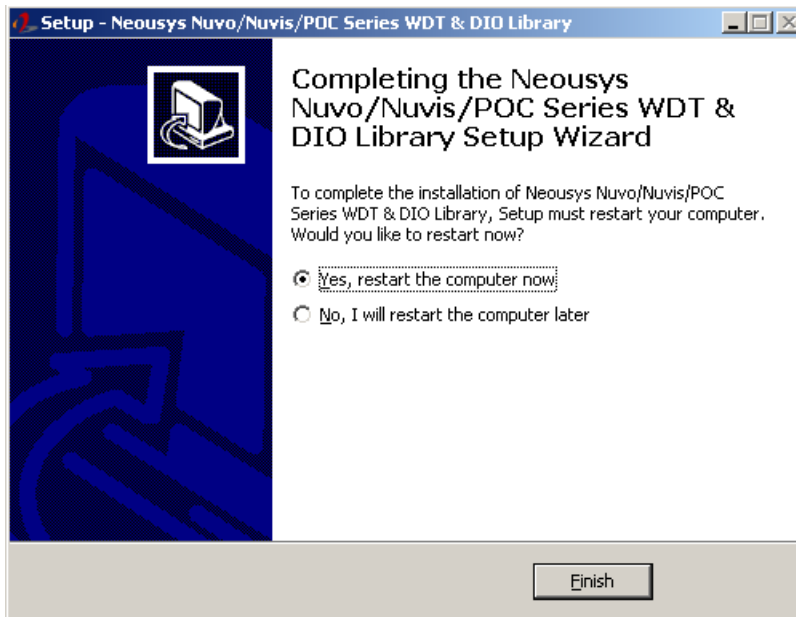 Setup - Neousys Nuvo/Nuvis/POC Series WDT & DIO Library
Completing the Neousys
Nuvo/Nuvis/POC Series WDT &
DIO Library Setup Wizard
To complete the installation of Neousys Nuvo/Nuvis/POC
Series WDT & DIO Library, Setup must restart your computer.
Would you like to restart now?
Yes, restart the computer now
No, I will restart the computer later
Finish